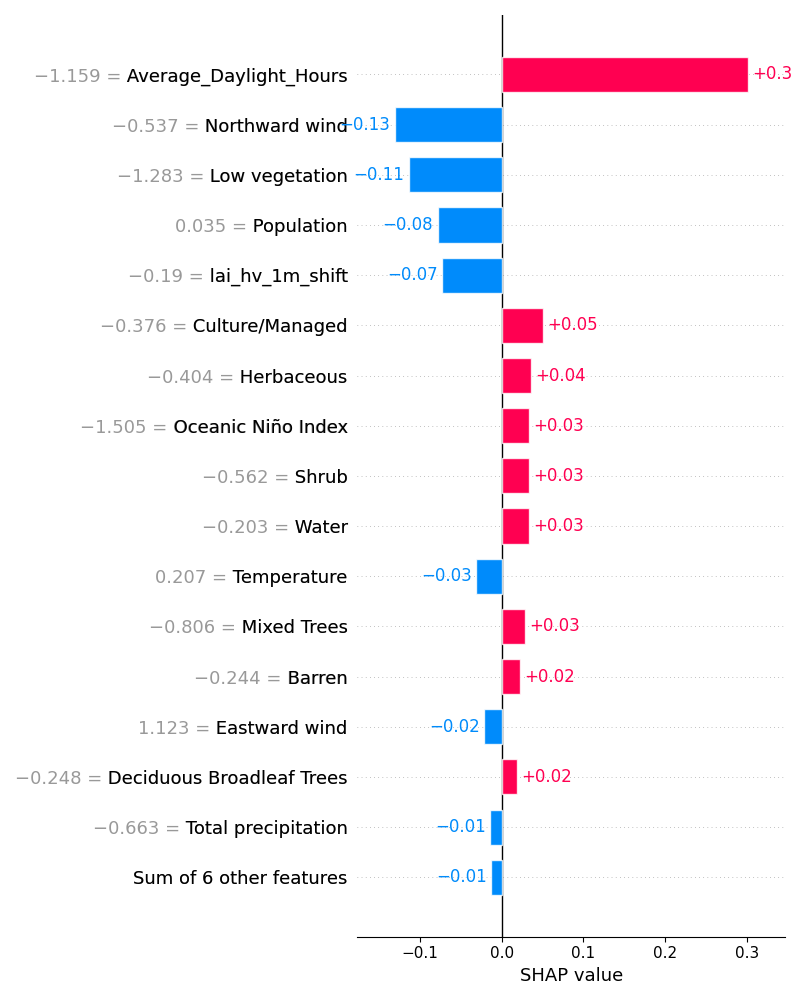 −1.159 = Average_Daylight_Hours +0.3
−0.537 = Northward wind −0.13
−1.283 = Low vegetation −0.11
0.035 = Population −0.08
−0.19 = lai_hv_1m_shift −0.07
−0.376 = Culture/Managed +0.05
−0.404 = Herbaceous +0.04
−1.505 = Oceanic Niño Index +0.03
−0.562 = Shrub +0.03
−0.203 = Water +0.03
0.207 = Temperature −0.03
−0.806 = Mixed Trees +0.03
−0.244 = Barren +0.02
1.123 = Eastward wind −0.02
−0.248 = Deciduous Broadleaf Trees +0.02
−0.663 = Total precipitation −0.01
Sum of 6 other features −0.01
−0.1 0.0 0.1 0.2 0.3
SHAP value